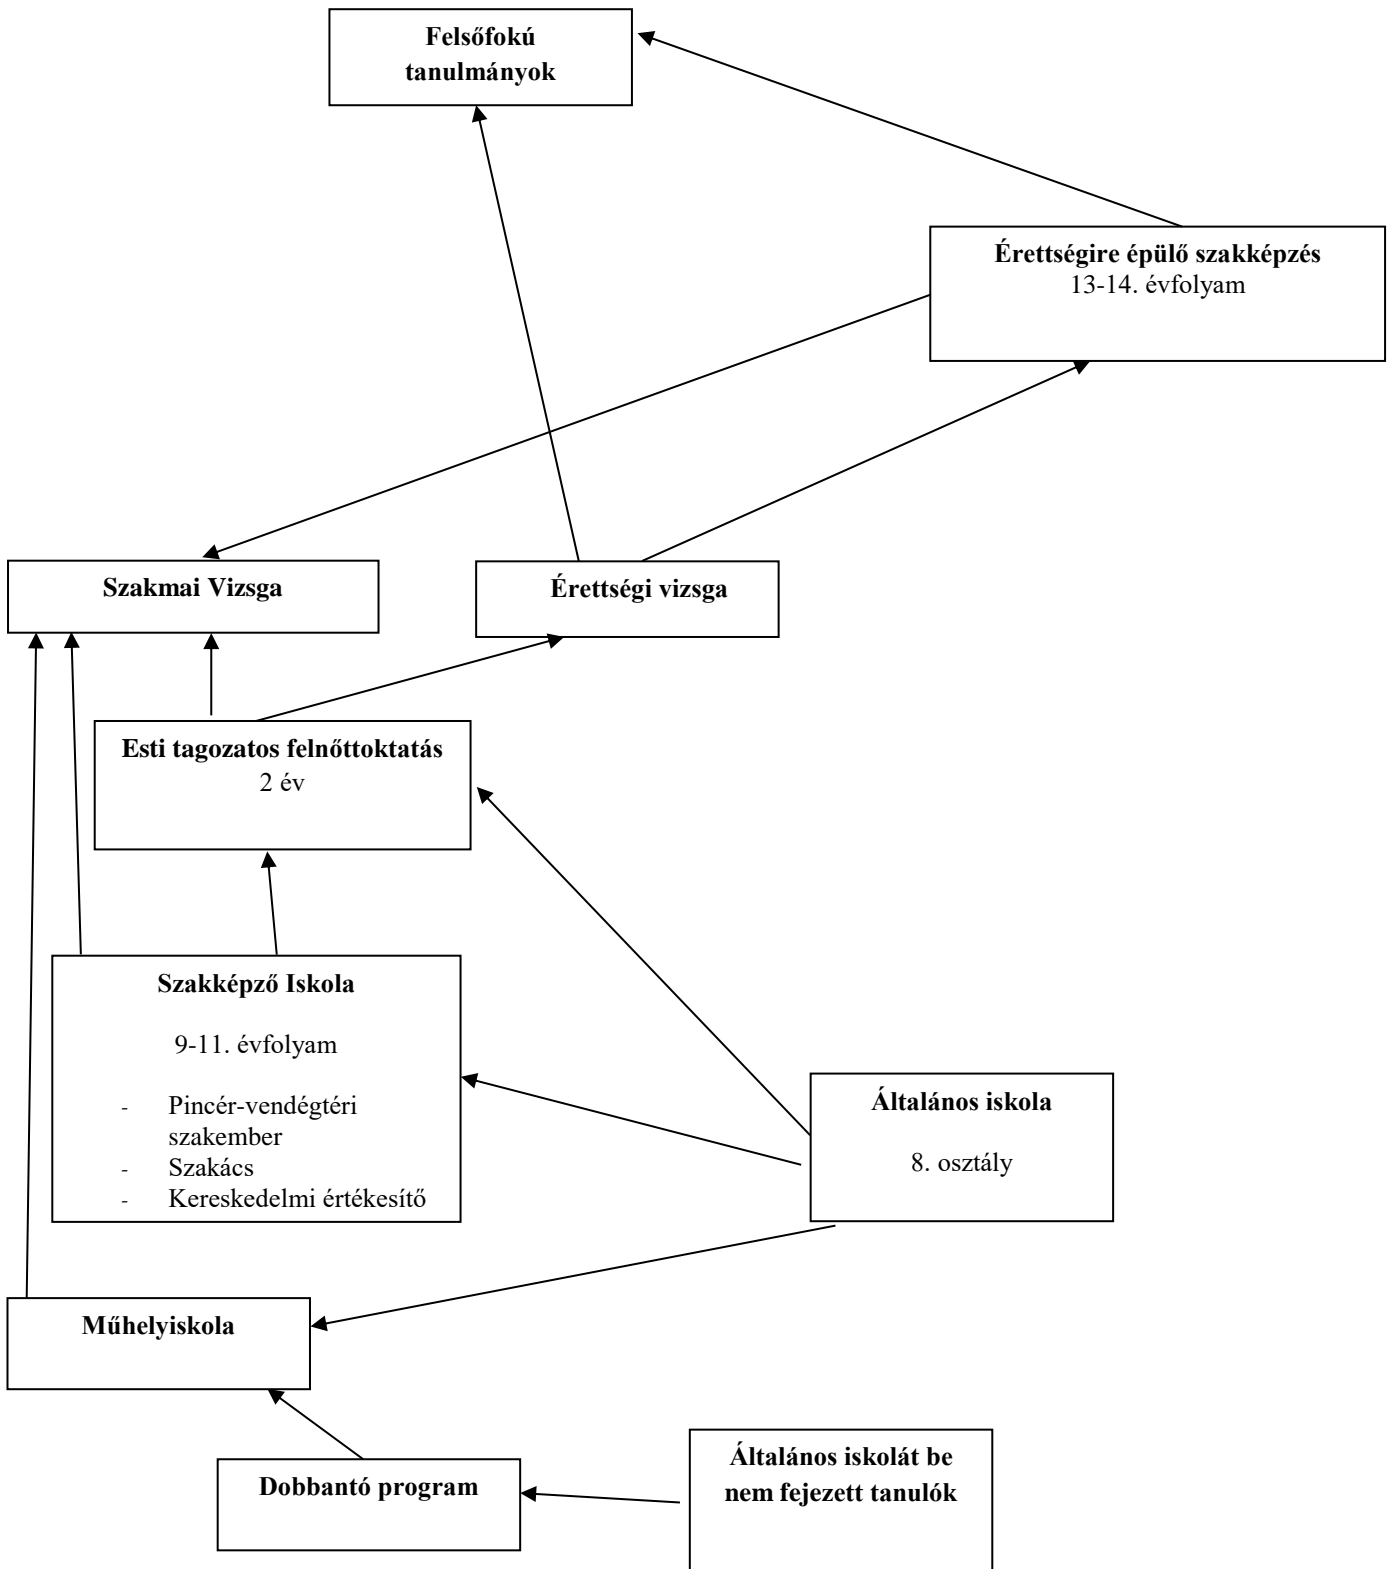 Felsőfokú
tanulmányok
Érettségire épülő szakképzés
13-14. évfolyam
Szakmai Vizsga
Érettségi vizsga
Esti tagozatos felnőttoktatás
2 év
Szakképző Iskola
9-11. évfolyam
- Pincér-vendégtéri
szakember
- Szakács
- Kereskedelmi értékesítő
Általános iskola
8. osztály
Műhelyiskola
Dobbantó program
Általános iskolát be
nem fejezett tanulók